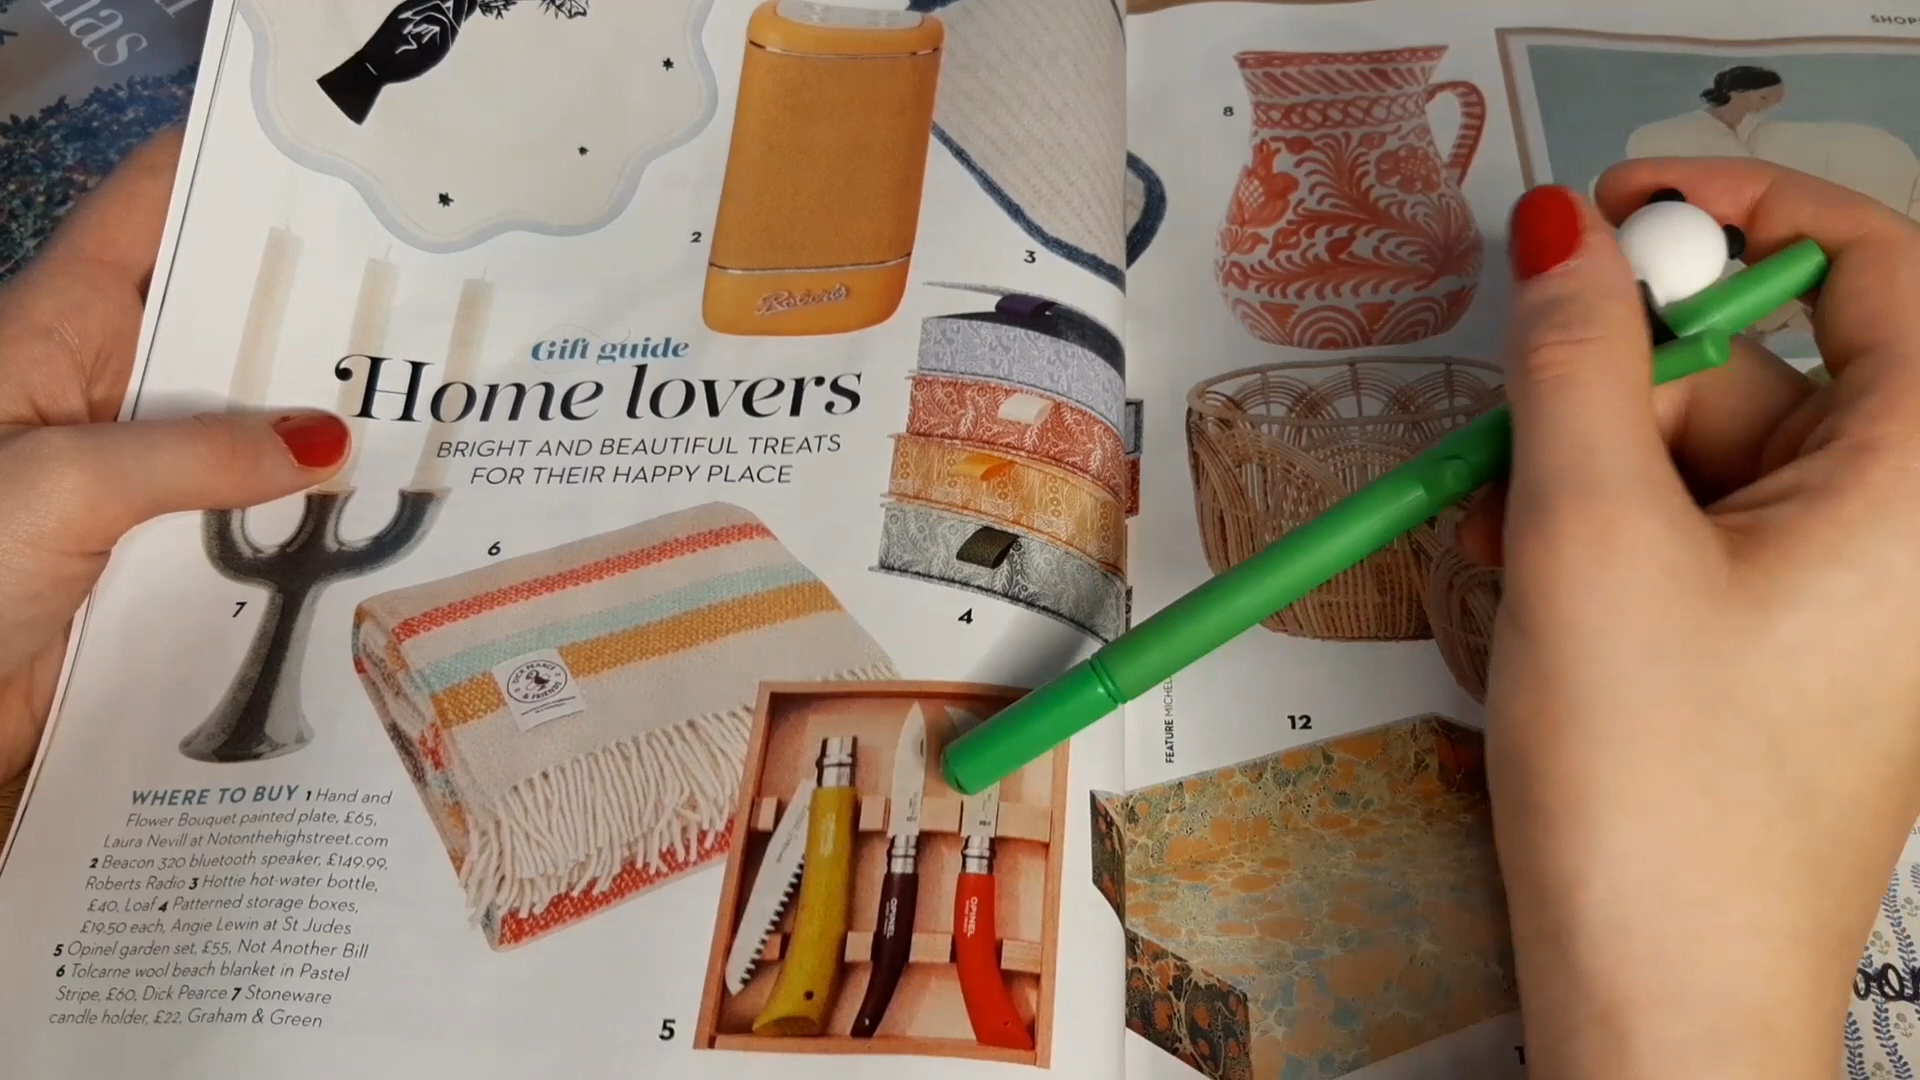 SHOP
8
2
Roberts
3
Gift guide
Home lovers
BRIGHT AND BEAUTIFUL TREATS
FOR THEIR HAPPY PLACE
6
7
4
DICK PEARCE
& FRIENDS
FEATURE MICHEL
12
WHERE TO BUY 1 Hand and
Flower Bouquet painted plate, £65,
Laura Nevill at Notonthehighstreet.com
2 Beacon 320 bluetooth speaker, £149.99,
Roberts Radio 3 Hottie hot-water bottle,
£40, Loaf 4 Patterned storage boxes,
£19.50 each, Angie Lewin at St Judes
5 Opinel garden set, £55, Not Another Bill
6 Tolcarne wool beach blanket in Pastel
Stripe, £60, Dick Pearce 7 Stoneware
candle holder, £22, Graham & Green
OPINEL
OPINEL
5